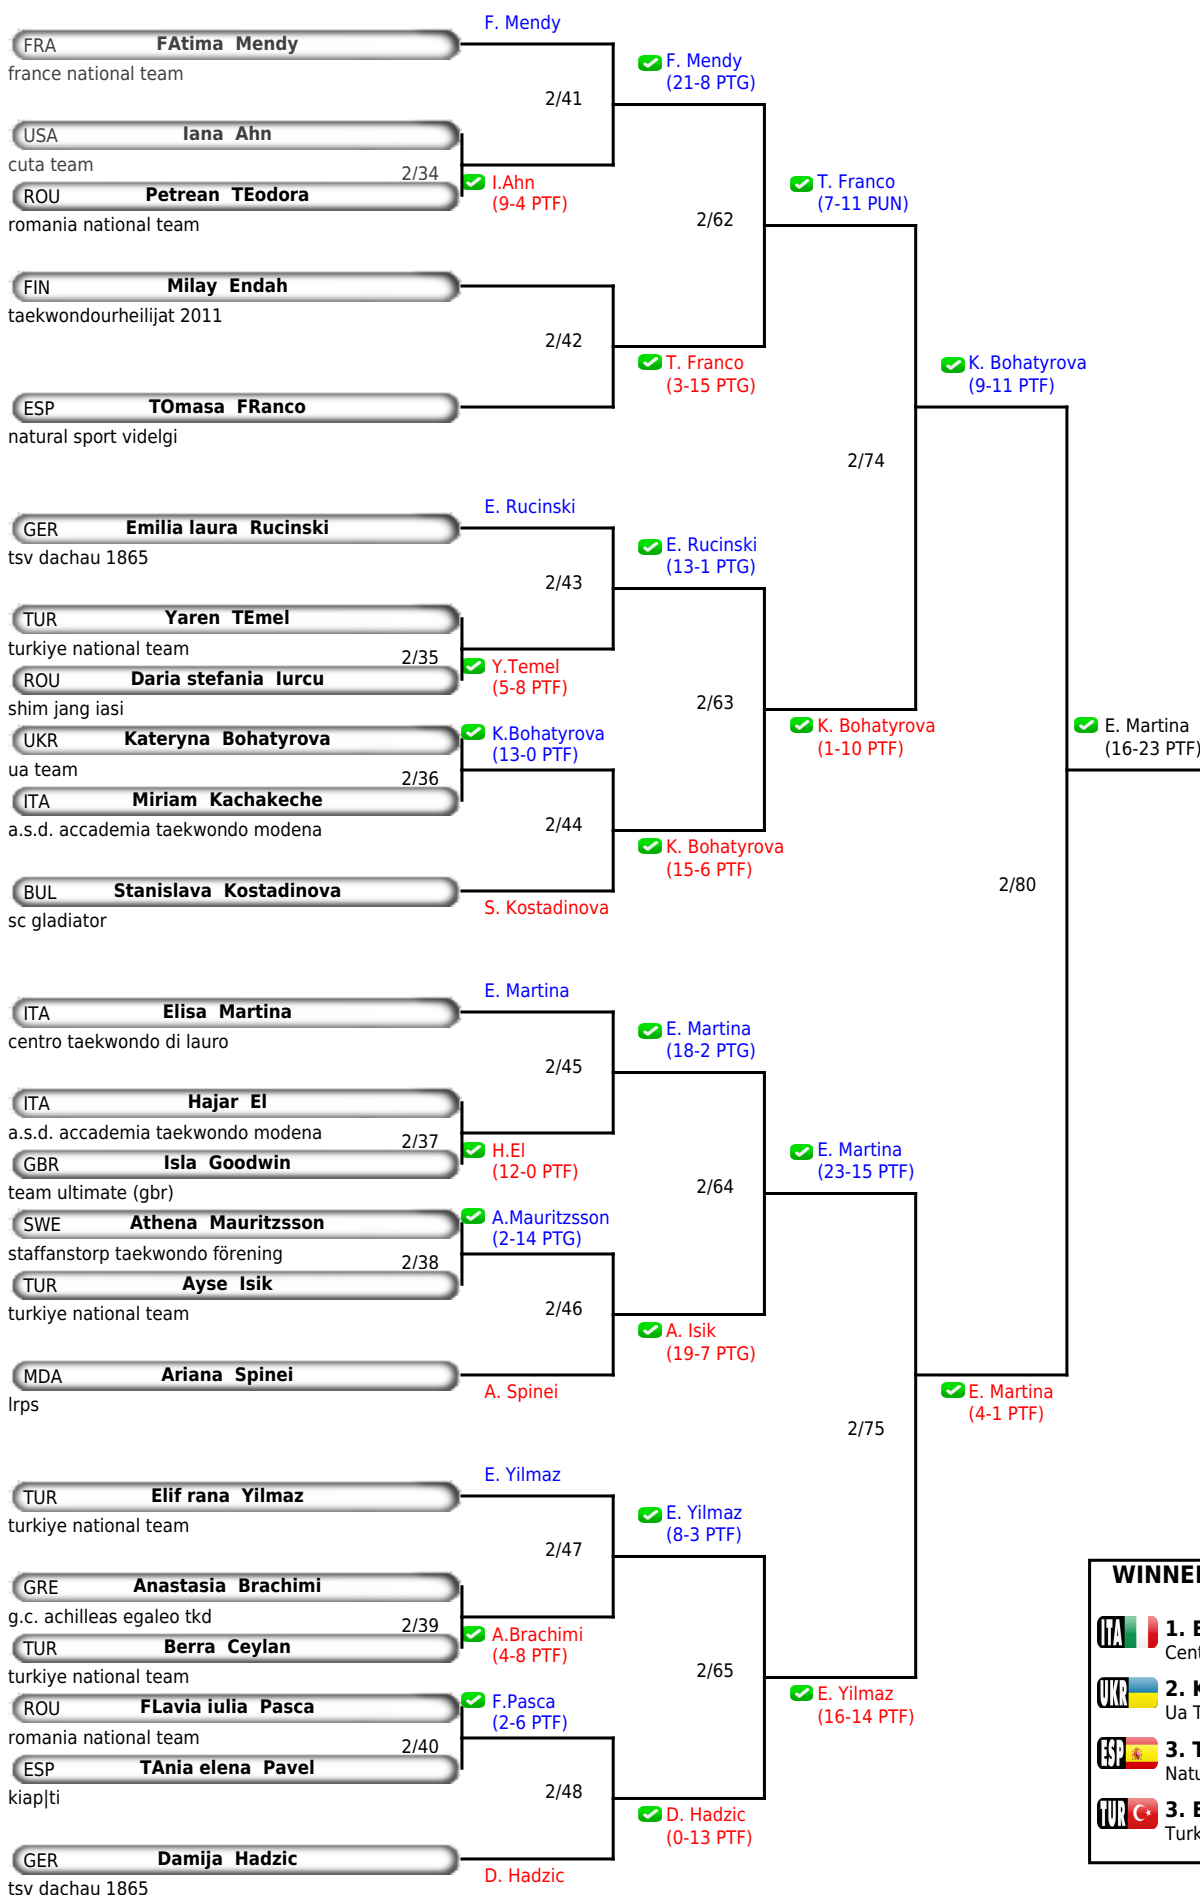 F. Mendy
FRA FAtima Mendy
france national team
F. Mendy
(21-8 PTG)
2/41
USA Iana Ahn
cuta team
2/34
I.Ahn
(9-4 PTF)
ROU Petrean TEodora
romania national team
T. Franco
(7-11 PUN)
2/62
FIN Milay Endah
taekwondourheilijat 2011
2/42
T. Franco
(3-15 PTG)
K. Bohatyrova
(9-11 PTF)
ESP TOmasa FRanco
natural sport videlgi
2/74
E. Rucinski
GER Emilia laura Rucinski
tsv dachau 1865
E. Rucinski
(13-1 PTG)
2/43
TUR Yaren TEmel
turkiye national team
2/35
Y.Temel
(5-8 PTF)
ROU Daria stefania Iurcu
shim jang iasi
2/63
UKR Kateryna Bohatyrova
ua team
K.Bohatyrova
(13-0 PTF)
K. Bohatyrova
(1-10 PTF)
E. Martina
(16-23 PTF)
2/36
ITA Miriam Kachakeche
a.s.d. accademia taekwondo modena
2/44
K. Bohatyrova
(15-6 PTF)
BUL Stanislava Kostadinova
sc gladiator
S. Kostadinova
2/80
E. Martina
ITA Elisa Martina
centro taekwondo di lauro
E. Martina
(18-2 PTG)
2/45
ITA Hajar El
a.s.d. accademia taekwondo modena
2/37
H.El
(12-0 PTF)
E. Martina
(23-15 PTF)
GBR Isla Goodwin
team ultimate (gbr)
2/64
SWE Athena Mauritzsson
staffanstorp taekwondo förening
A.Mauritzsson
(2-14 PTG)
2/38
TUR Ayse Isik
turkiye national team
2/46
A. Isik
(19-7 PTG)
MDA Ariana Spinei
lrps
A. Spinei
E. Martina
(4-1 PTF)
2/75
E. Yilmaz
TUR Elif rana Yilmaz
turkiye national team
E. Yilmaz
(8-3 PTF)
2/47
GRE Anastasia Brachimi
g.c. achilleas egaleo tkd
2/39
A.Brachimi
(4-8 PTF)
TUR Berra Ceylan
turkiye national team
2/65
ROU FLavia iulia Pasca
romania national team
F.Pasca
(2-6 PTF)
E. Yilmaz
(16-14 PTF)
2/40
ESP TAnia elena Pavel
kiap|ti
2/48
D. Hadzic
(0-13 PTF)
GER Damija Hadzic
tsv dachau 1865
D. Hadzic
ITA 1.
UKR 2.
ESP 3.
TUR 3.